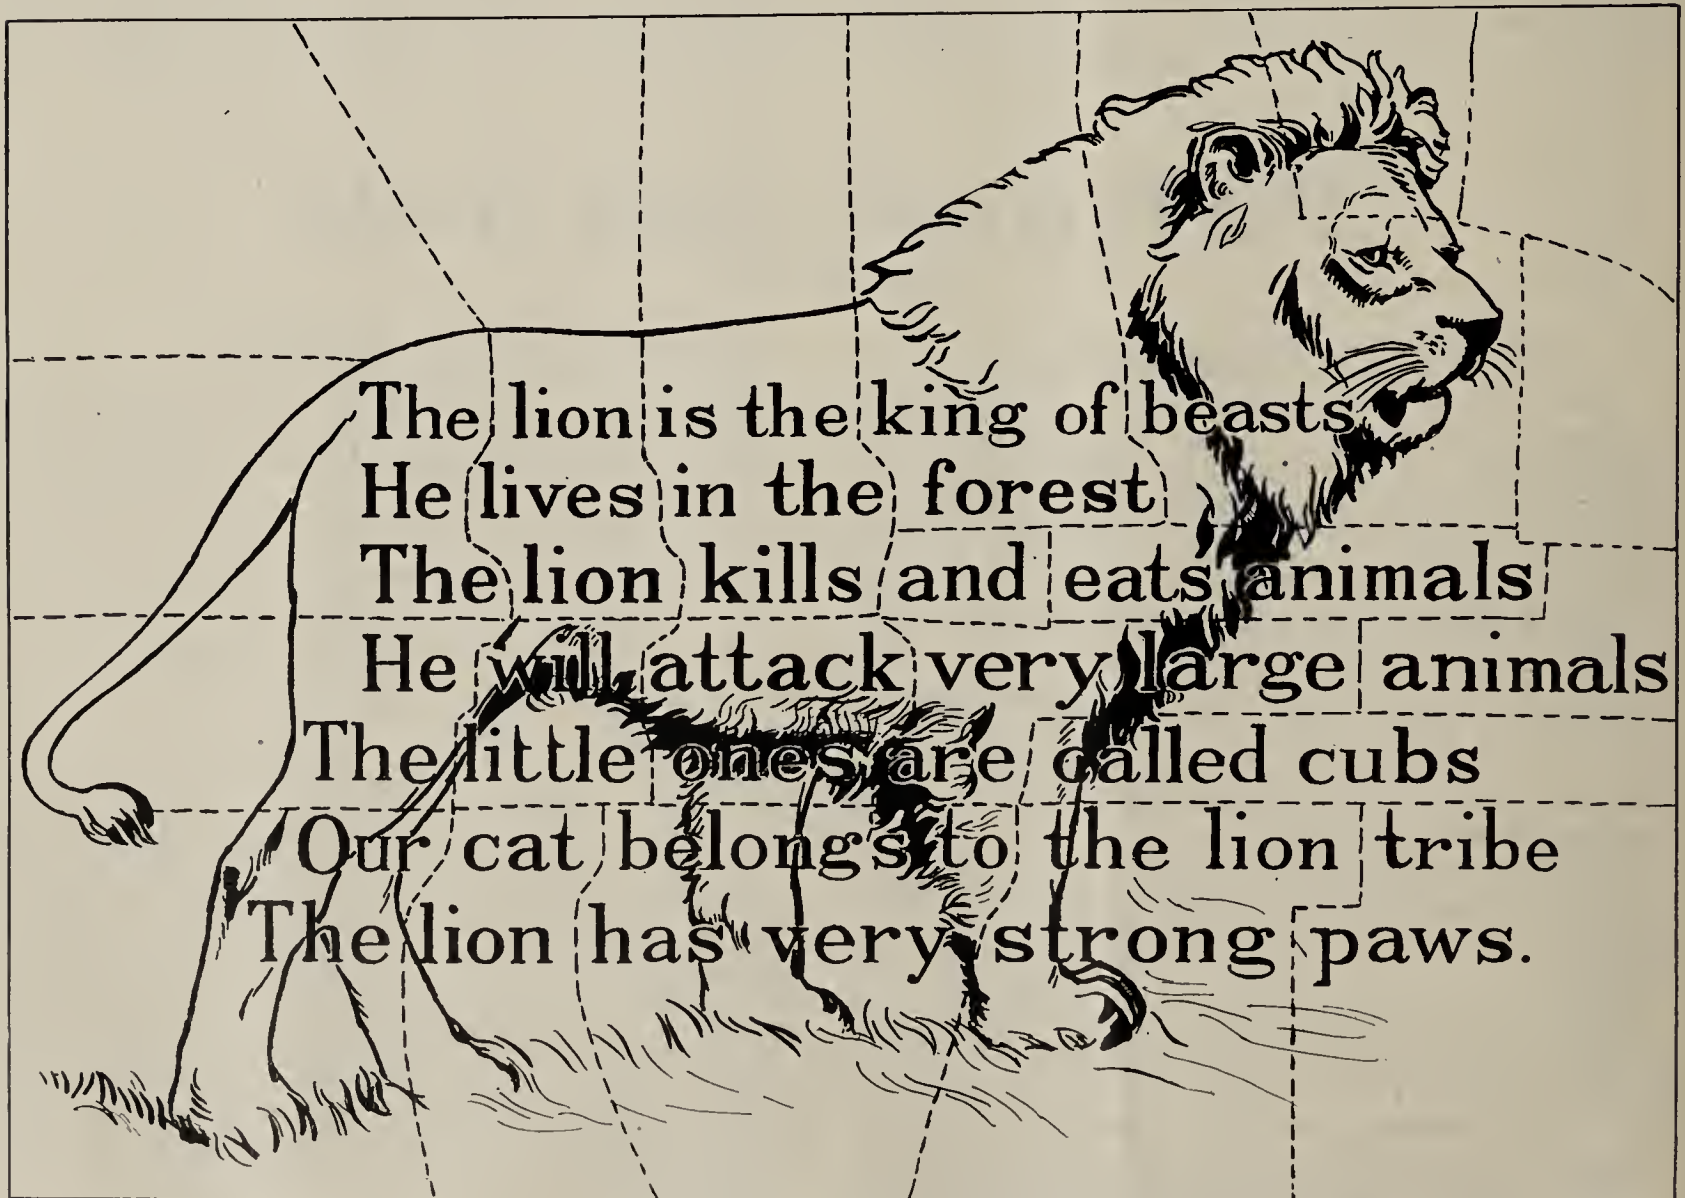 The lion is the king of beasts
He lives in the forest
The lion kills and eats animals
He will attack very large animals
The little ones are called cubs
Our cat belongs to the lion tribe
The lion has very strong paws.